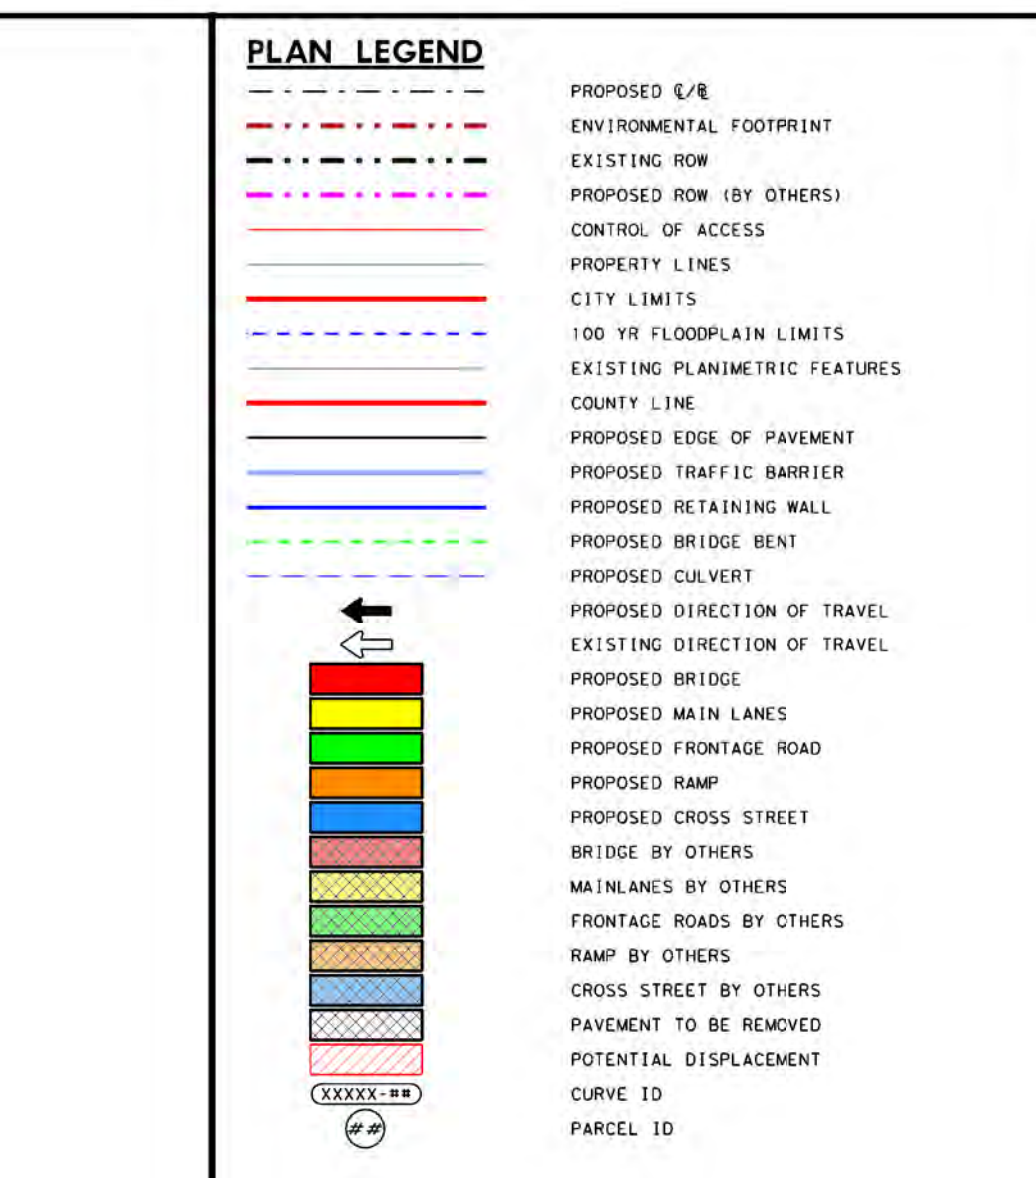 PLAN LEGEND
PROPOSED ℄/B
ENVIRONMENTAL FOOTPRINT
EXISTING ROW
PROPOSED ROW (BY OTHERS)
CONTROL OF ACCESS
PROPERTY LINES
CITY LIMITS
100 YR FLOODPLAIN LIMITS
EXISTING PLANIMETRIC FEATURES
COUNTY LINE
PROPOSED EDGE OF PAVEMENT
PROPOSED TRAFFIC BARRIER
PROPOSED RETAINING WALL
PROPOSED BRIDGE BENT
PROPOSED CULVERT
PROPOSED DIRECTION OF TRAVEL
EXISTING DIRECTION OF TRAVEL
PROPOSED BRIDGE
PROPOSED MAIN LANES
PROPOSED FRONTAGE ROAD
PROPOSED RAMP
PROPOSED CROSS STREET
BRIDGE BY OTHERS
MAINLANES BY OTHERS
FRONTAGE ROADS BY OTHERS
RAMP BY OTHERS
CROSS STREET BY OTHERS
PAVEMENT TO BE REMOVED
POTENTIAL DISPLACEMENT
XXXXX-## CURVE ID
## PARCEL ID